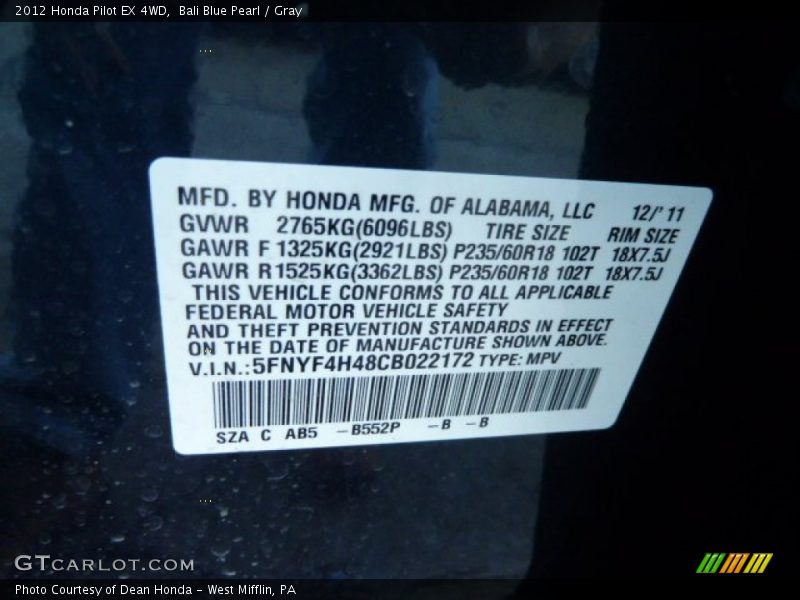 2012 Honda Pilot EX 4WD,  Bali Blue Pearl / Gray
MFD. BY HONDA MFG. OF ALABAMA, LLC 12/' 11
GVWR 2765KG(6096LBS) TIRE SIZE RIM SIZE
GAWR F 1325KG(2921LBS) P235/60R18 102T 18X7.5J
GAWR R1525KG(3362LBS) P235/60R18 102T 18X7.5J
THIS VEHICLE CONFORMS TO ALL APPLICABLE
FEDERAL MOTOR VEHICLE SAFETY
AND THEFT PREVENTION STANDARDS IN EFFECT
ON THE DATE OF MANUFACTURE SHOWN ABOVE.
V.I.N.:5FNYF4H48CB022172 TYPE: MPV
SZA C AB5 -B552P -B -B
GTCARLOT.COM
Photo Courtesy of Dean Honda - West Mifflin, PA